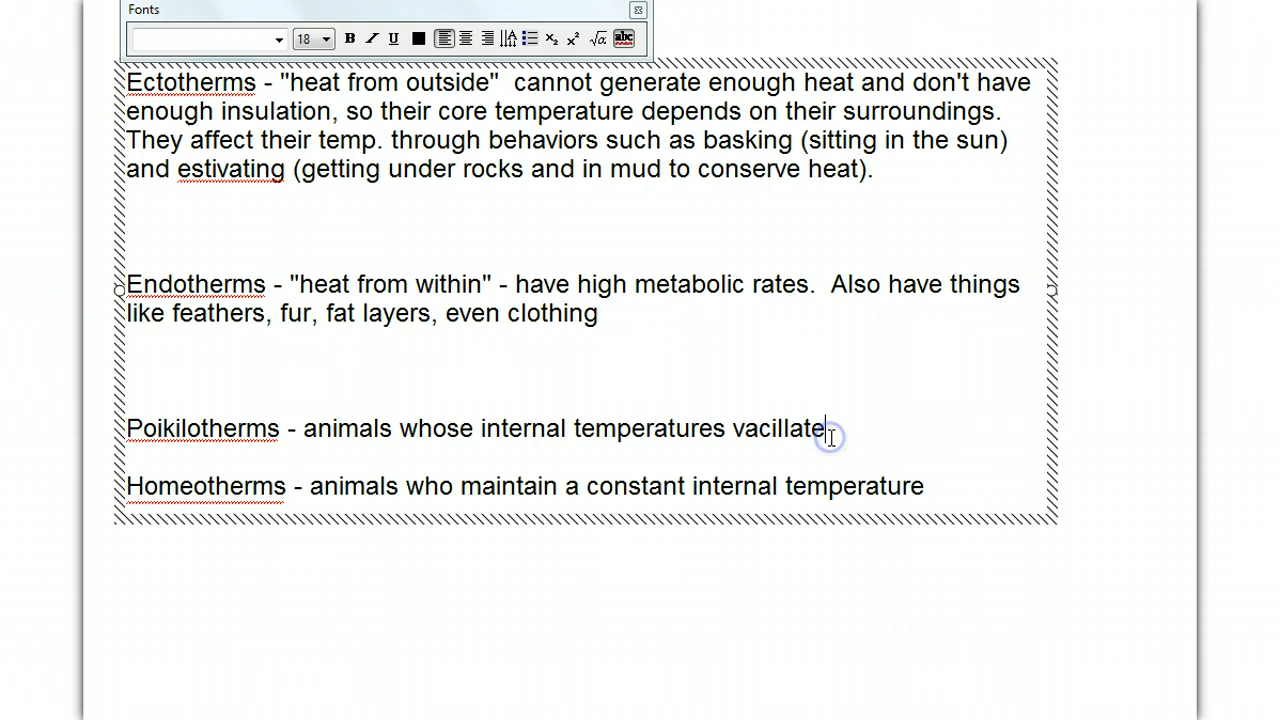 Fonts
18 B I U abc
Ectotherms - "heat from outside"  cannot generate enough heat and don't have
enough insulation, so their core temperature depends on their surroundings.
They affect their temp. through behaviors such as basking (sitting in the sun)
and estivating (getting under rocks and in mud to conserve heat).
Endotherms - "heat from within" - have high metabolic rates.  Also have things
like feathers, fur, fat layers, even clothing
Poikilotherms - animals whose internal temperatures vacillate
Homeotherms - animals who maintain a constant internal temperature